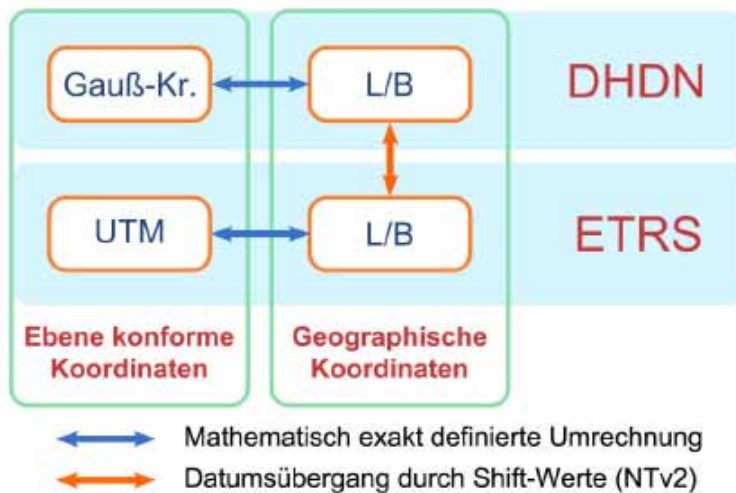 Gauß-Kr.
L/B
DHDN
UTM
L/B
ETRS
Ebene konforme
Koordinaten
Geographische
Koordinaten
Mathematisch exakt definierte Umrechnung
Datumsübergang durch Shift-Werte (NTv2)